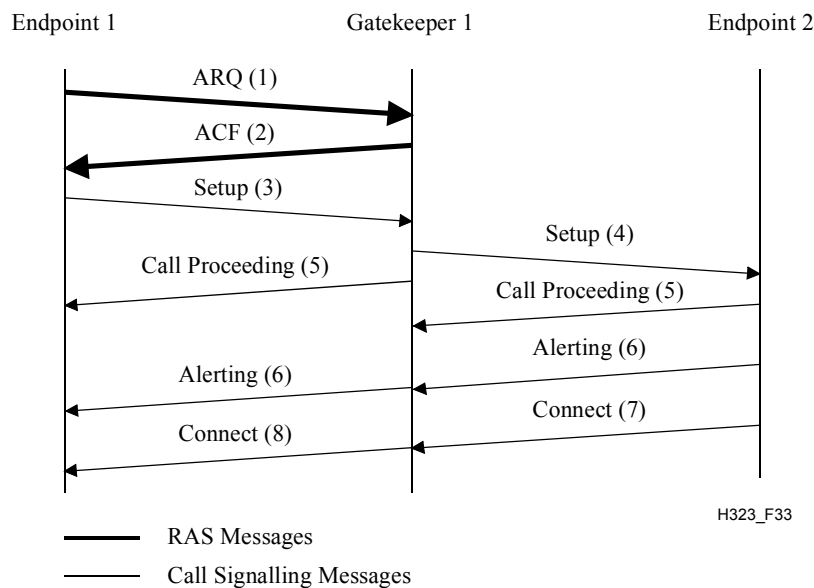 Endpoint 1
Gatekeeper 1
Endpoint 2
ARQ (1)
ACF (2)
Setup (3)
Setup (4)
Call Proceeding (5)
Call Proceeding (5)
Alerting (6)
Alerting (6)
Connect (7)
Connect (8)
H323_F33
RAS Messages
Call Signalling Messages